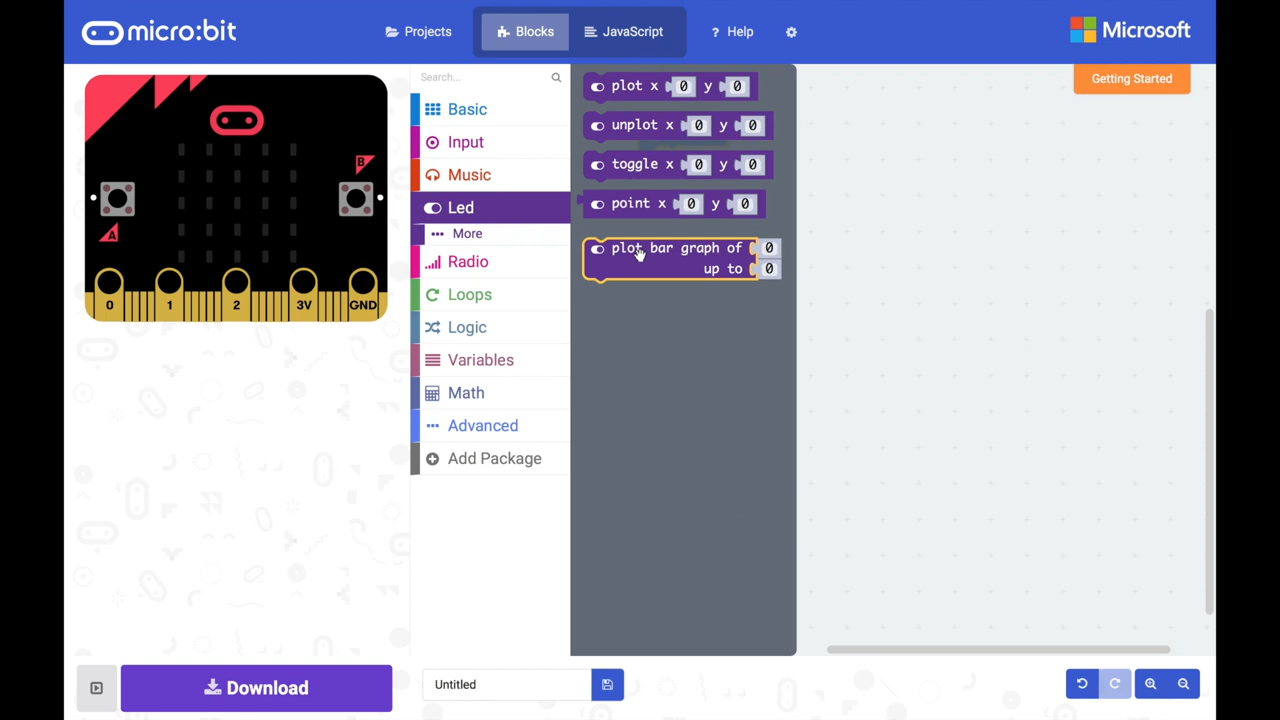 micro:bit
Projects
Blocks
JavaScript
? Help
Microsoft
Search...
Getting Started
Basic
Input
Music
Led
More
Radio
Loops
Logic
Variables
Math
Advanced
Add Package
plot x 0 y 0
unplot x 0 y 0
toggle x 0 y 0
point x 0 y 0
plot bar graph of 0
up to 0
B
A
0 1 2 3V GND
Download
Untitled